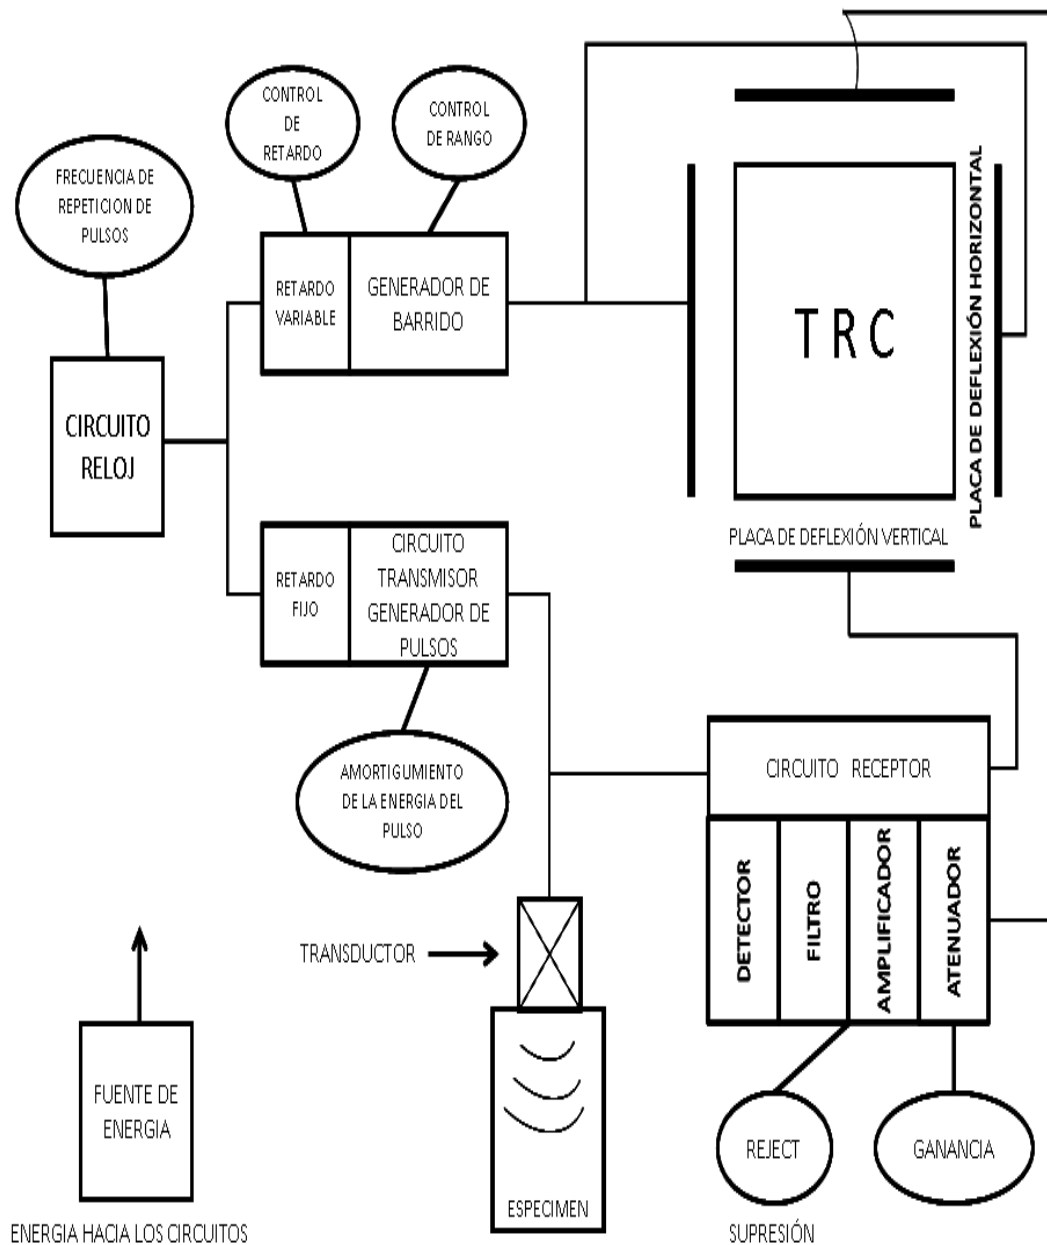 CONTROL
DE
RETARDO
CONTROL
DE RANGO
FRECUENCIA DE
REPETICION DE
PULSOS
RETARDO
VARIABLE
GENERADOR DE
BARRIDO
T R C
PLACA DE DEFLEXIÓN HORIZONTAL
CIRCUITO
RELOJ
PLACA DE DEFLEXIÓN VERTICAL
RETARDO
FIJO
CIRCUITO
TRANSMISOR
GENERADOR DE
PULSOS
AMORTIGUMIENTO
DE LA ENERGIA DEL
PULSO
CIRCUITO RECEPTOR
DETECTOR
FILTRO
AMPLIFICADOR
ATENUADOR
TRANSDUCTOR
FUENTE DE
ENERGIA
REJECT
GANANCIA
ESPECIMEN
ENERGIA HACIA LOS CIRCUITOS
SUPRESIÓN